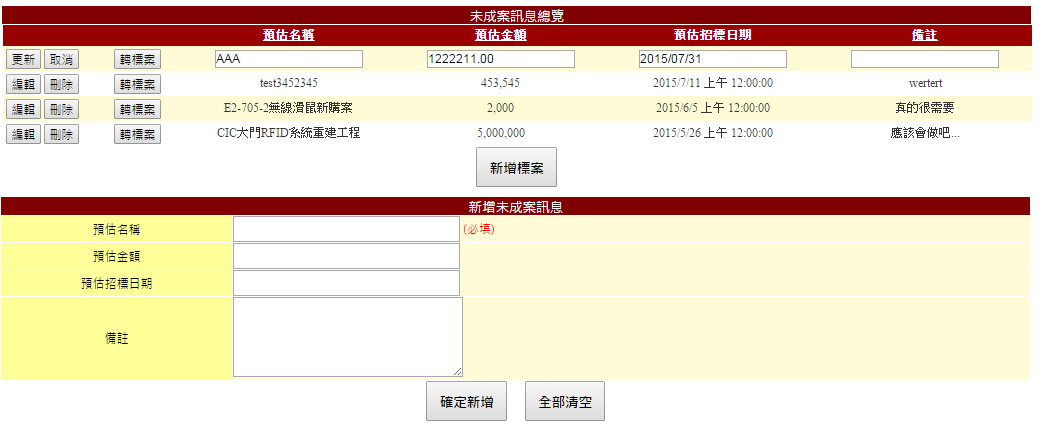 未成案訊息總覽
預估名稱 預估金額 預估招標日期 備註
更新 取消 轉標案 AAA 1222211.00 2015/07/31
編輯 刪除 轉標案 test3452345 453,545 2015/7/11 上午 12:00:00 wertert
編輯 刪除 轉標案 E2-705-2無線滑鼠新購案 2,000 2015/6/5 上午 12:00:00 真的很需要
編輯 刪除 轉標案 CIC大門RFID系統重建工程 5,000,000 2015/5/26 上午 12:00:00 應該會做吧...
新增標案
新增未成案訊息
預估名稱 (必填)
預估金額
預估招標日期
備註
確定新增 全部清空